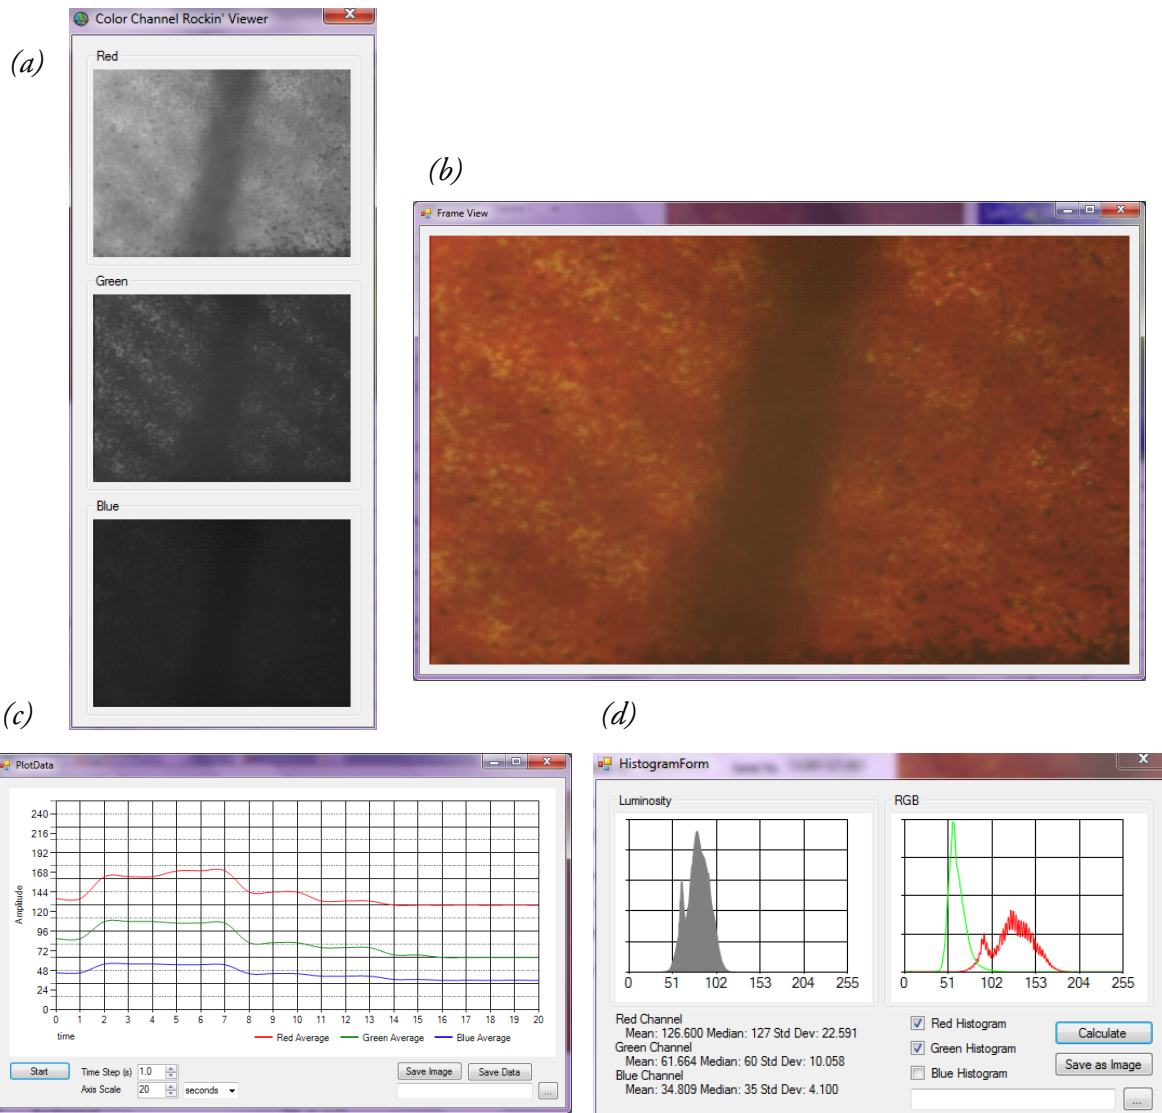 (a)
Color Channel Rockin' Viewer
Red
Green
Blue
(b)
Frame View
(c)
PlotData
240
216
192
168
144
120
96
72
48
24
0
Amplitude
0 1 2 3 4 5 6 7 8 9 10 11 12 13 14 15 16 17 18 19 20
time
Red Average Green Average Blue Average
Start
Time Step (s) 1.0
Axis Scale 20 seconds
Save Image
Save Data
...
(d)
HistogramForm
Luminosity
0 51 102 153 204 255
RGB
0 51 102 153 204 255
Red Channel
Mean: 126.600 Median: 127 Std Dev: 22.591
Green Channel
Mean: 61.664 Median: 60 Std Dev: 10.058
Blue Channel
Mean: 34.809 Median: 35 Std Dev: 4.100
Red Histogram
Green Histogram
Blue Histogram
Calculate
Save as Image
...